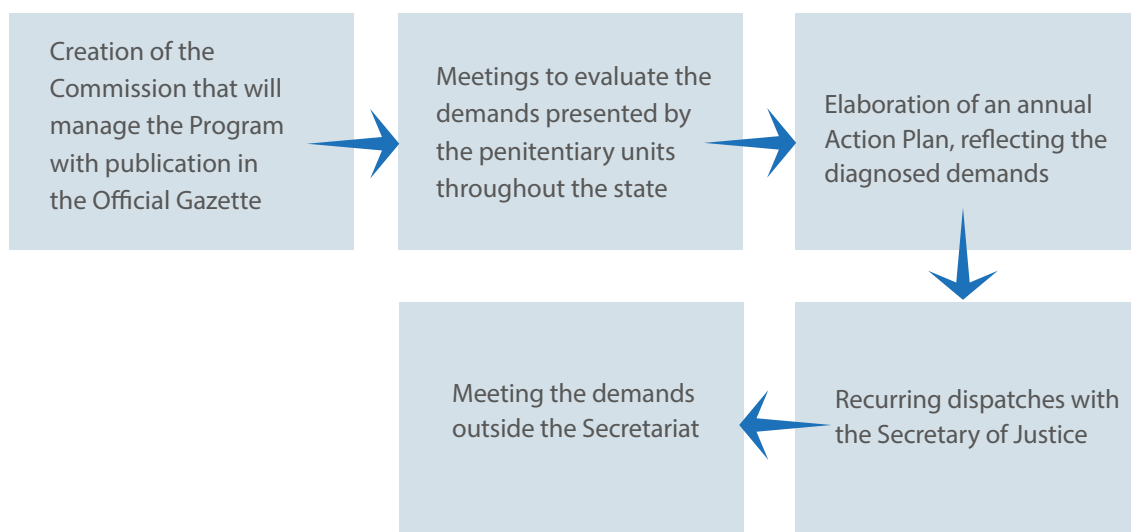 Creation of the
Commission that will
manage the Program
with publication in
the Official Gazette
Meetings to evaluate the
demands presented by
the penitentiary units
throughout the state
Elaboration of an annual
Action Plan, reflecting the
diagnosed demands
Recurring dispatches with
the Secretary of Justice
Meeting the demands
outside the Secretariat